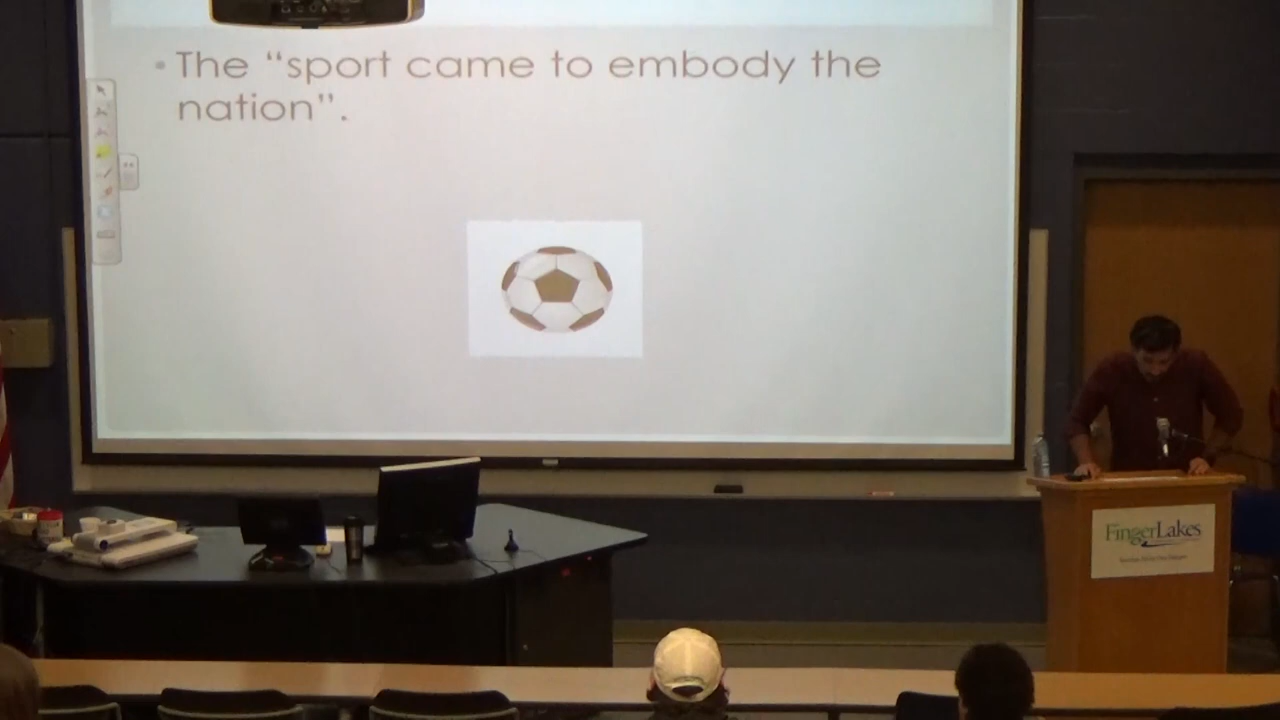 • The “sport came to embody the
nation”.
FingerLakes